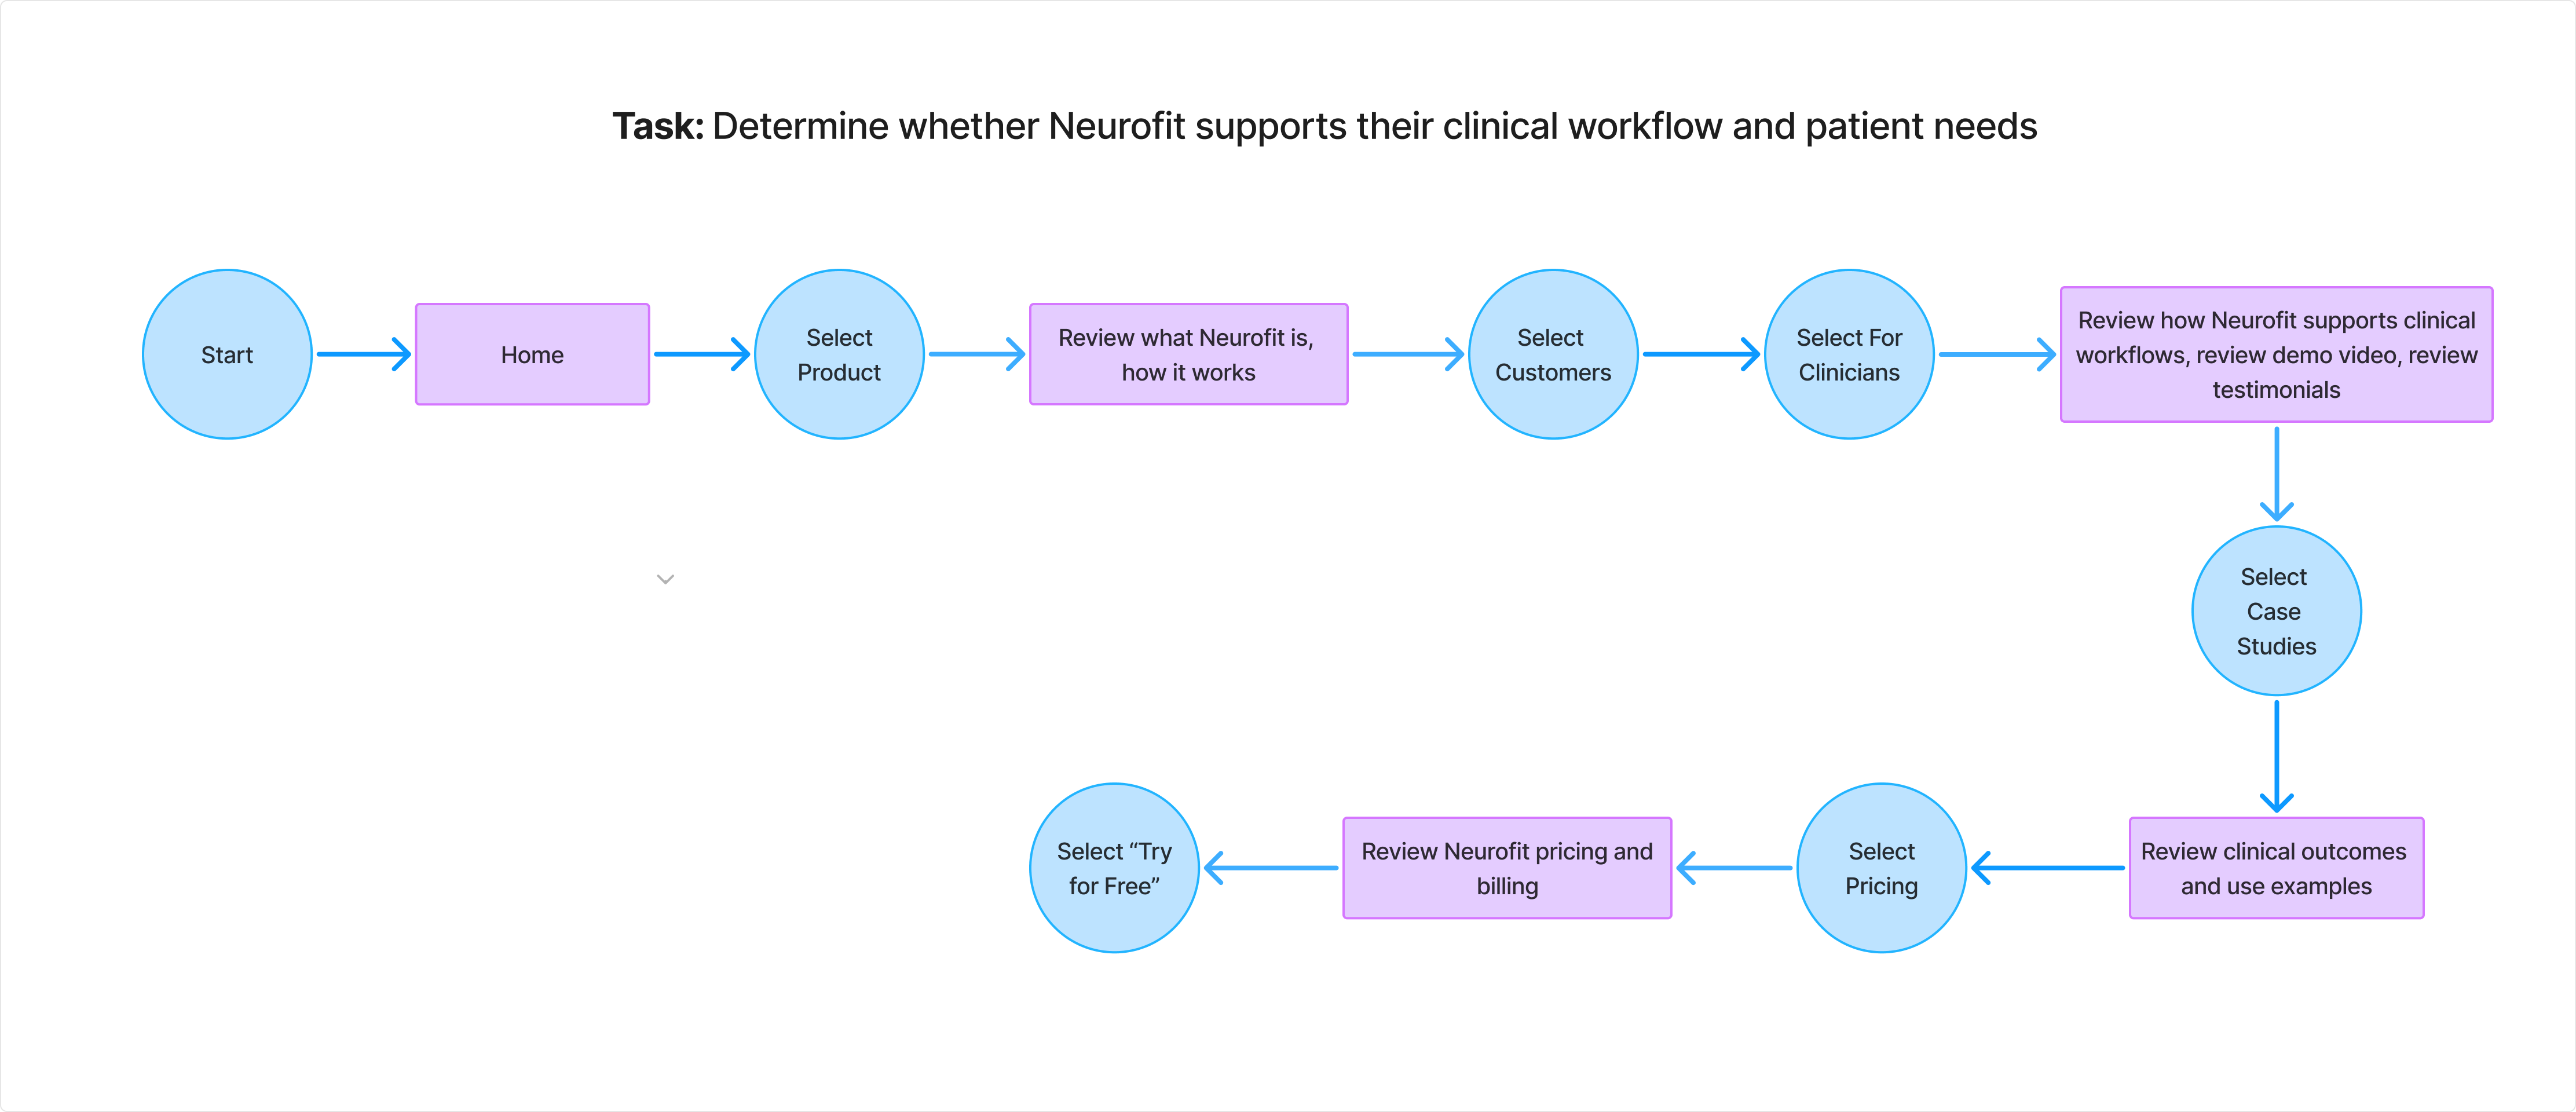 Task: Determine whether Neurofit supports their clinical workflow and patient needs
Start
Home
Select
Product
Review what Neurofit is,
how it works
Select
Customers
Select For
Clinicians
Review how Neurofit supports clinical
workflows, review demo video, review
testimonials
Select
Case
Studies
Review clinical outcomes
and use examples
Select
Pricing
Review Neurofit pricing and
billing
Select “Try
for Free”